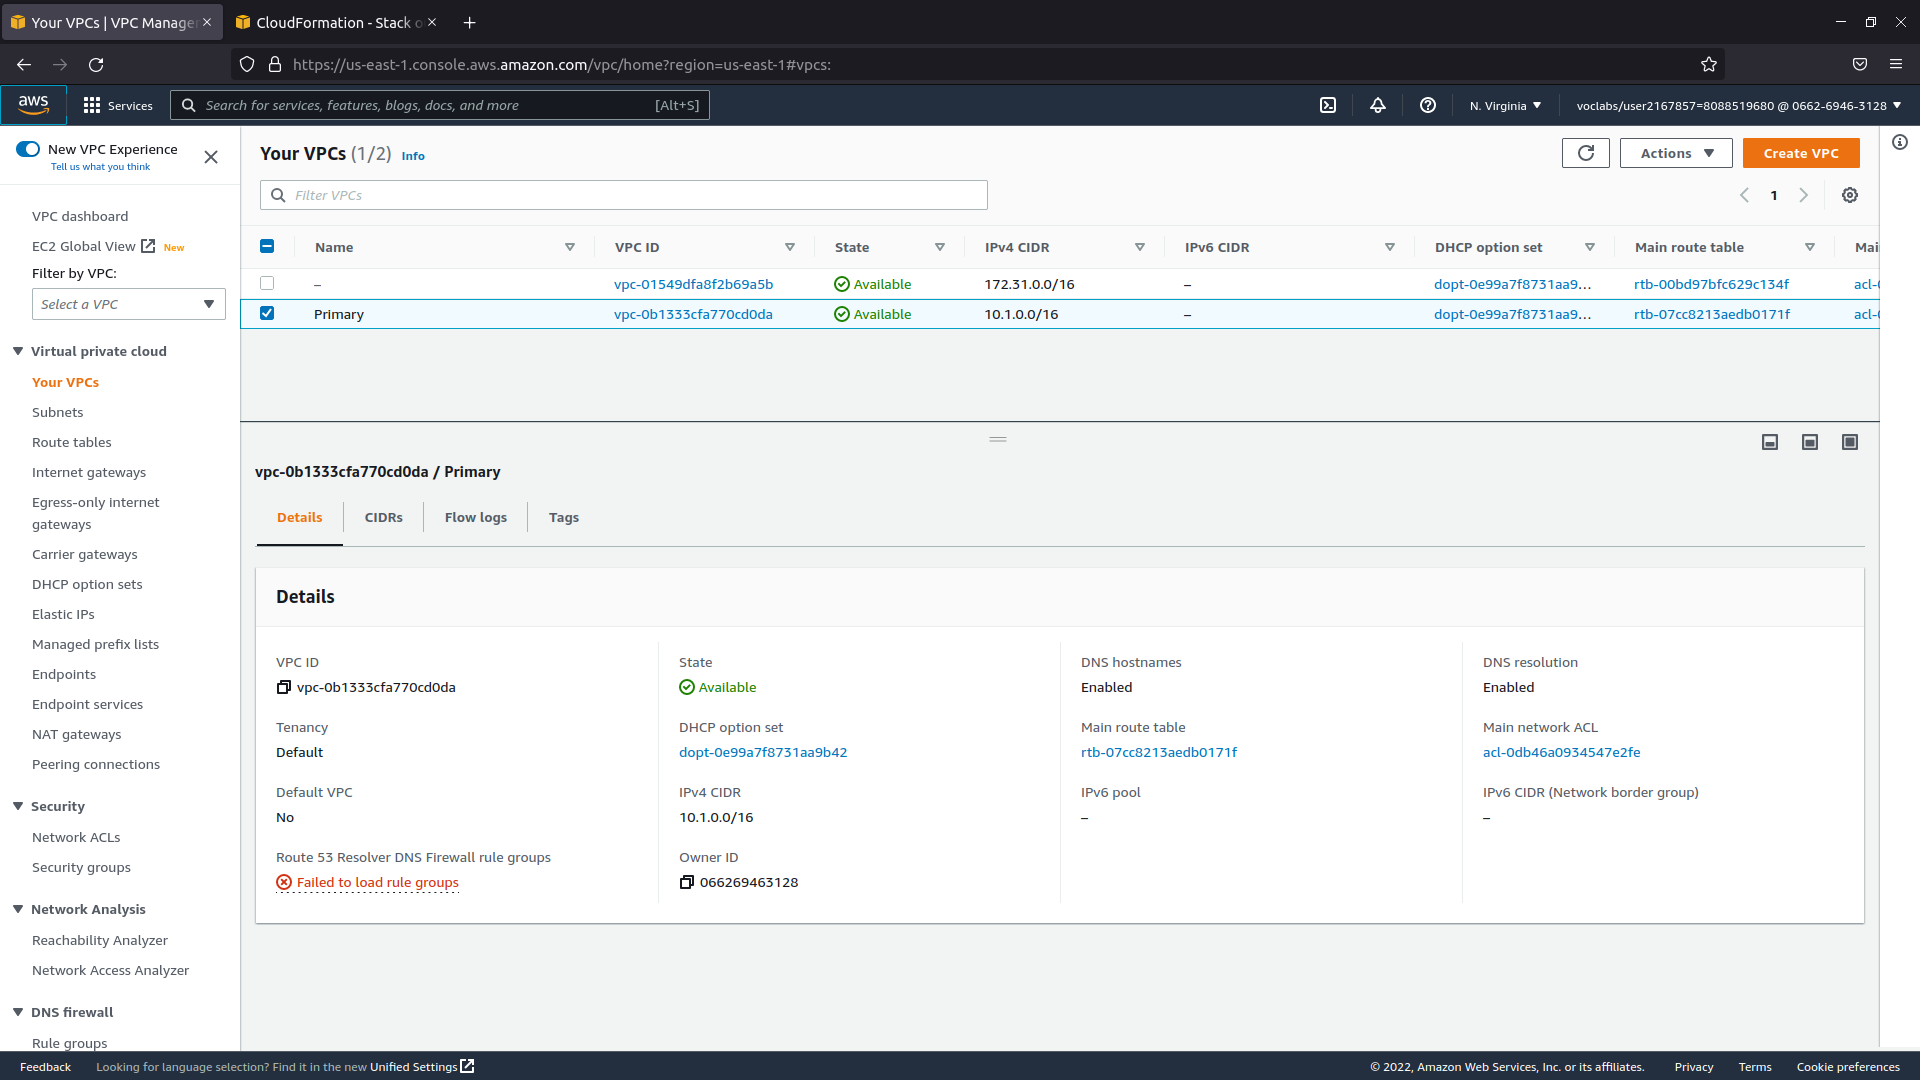 Your VPCs | VPC Manage
CloudFormation - Stack o
https://us-east-1.console.aws.amazon.com/vpc/home?region=us-east-1#vpcs:
aws
Services
Search for services, features, blogs, docs, and more
[Alt+S]
N. Virginia
voclabs/user2167857=8088519680 @ 0662-6946-3128
New VPC Experience
Tell us what you think
VPC dashboard
EC2 Global View New
Filter by VPC:
Select a VPC
Virtual private cloud
Your VPCs
Subnets
Route tables
Internet gateways
Egress-only internet
gateways
Carrier gateways
DHCP option sets
Elastic IPs
Managed prefix lists
Endpoints
Endpoint services
NAT gateways
Peering connections
Security
Network ACLs
Security groups
Network Analysis
Reachability Analyzer
Network Access Analyzer
DNS firewall
Rule groups
Your VPCs (1/2) Info
Actions
Create VPC
Filter VPCs
1
Name VPC ID State IPv4 CIDR IPv6 CIDR DHCP option set Main route table Mai
– vpc-01549dfa8f2b69a5b Available 172.31.0.0/16 – dopt-0e99a7f8731aa9... rtb-00bd97bfc629c134f acl-
Primary vpc-0b1333cfa770cd0da Available 10.1.0.0/16 – dopt-0e99a7f8731aa9... rtb-07cc8213aedb0171f acl-
vpc-0b1333cfa770cd0da / Primary
Details CIDRs Flow logs Tags
Details
VPC ID
vpc-0b1333cfa770cd0da
State
Available
DNS hostnames
Enabled
DNS resolution
Enabled
Tenancy
Default
DHCP option set
dopt-0e99a7f8731aa9b42
Main route table
rtb-07cc8213aedb0171f
Main network ACL
acl-0db46a0934547e2fe
Default VPC
No
IPv4 CIDR
10.1.0.0/16
IPv6 pool
–
IPv6 CIDR (Network border group)
–
Route 53 Resolver DNS Firewall rule groups
Failed to load rule groups
Owner ID
066269463128
Feedback
Looking for language selection? Find it in the new Unified Settings
© 2022, Amazon Web Services, Inc. or its affiliates.
Privacy
Terms
Cookie preferences